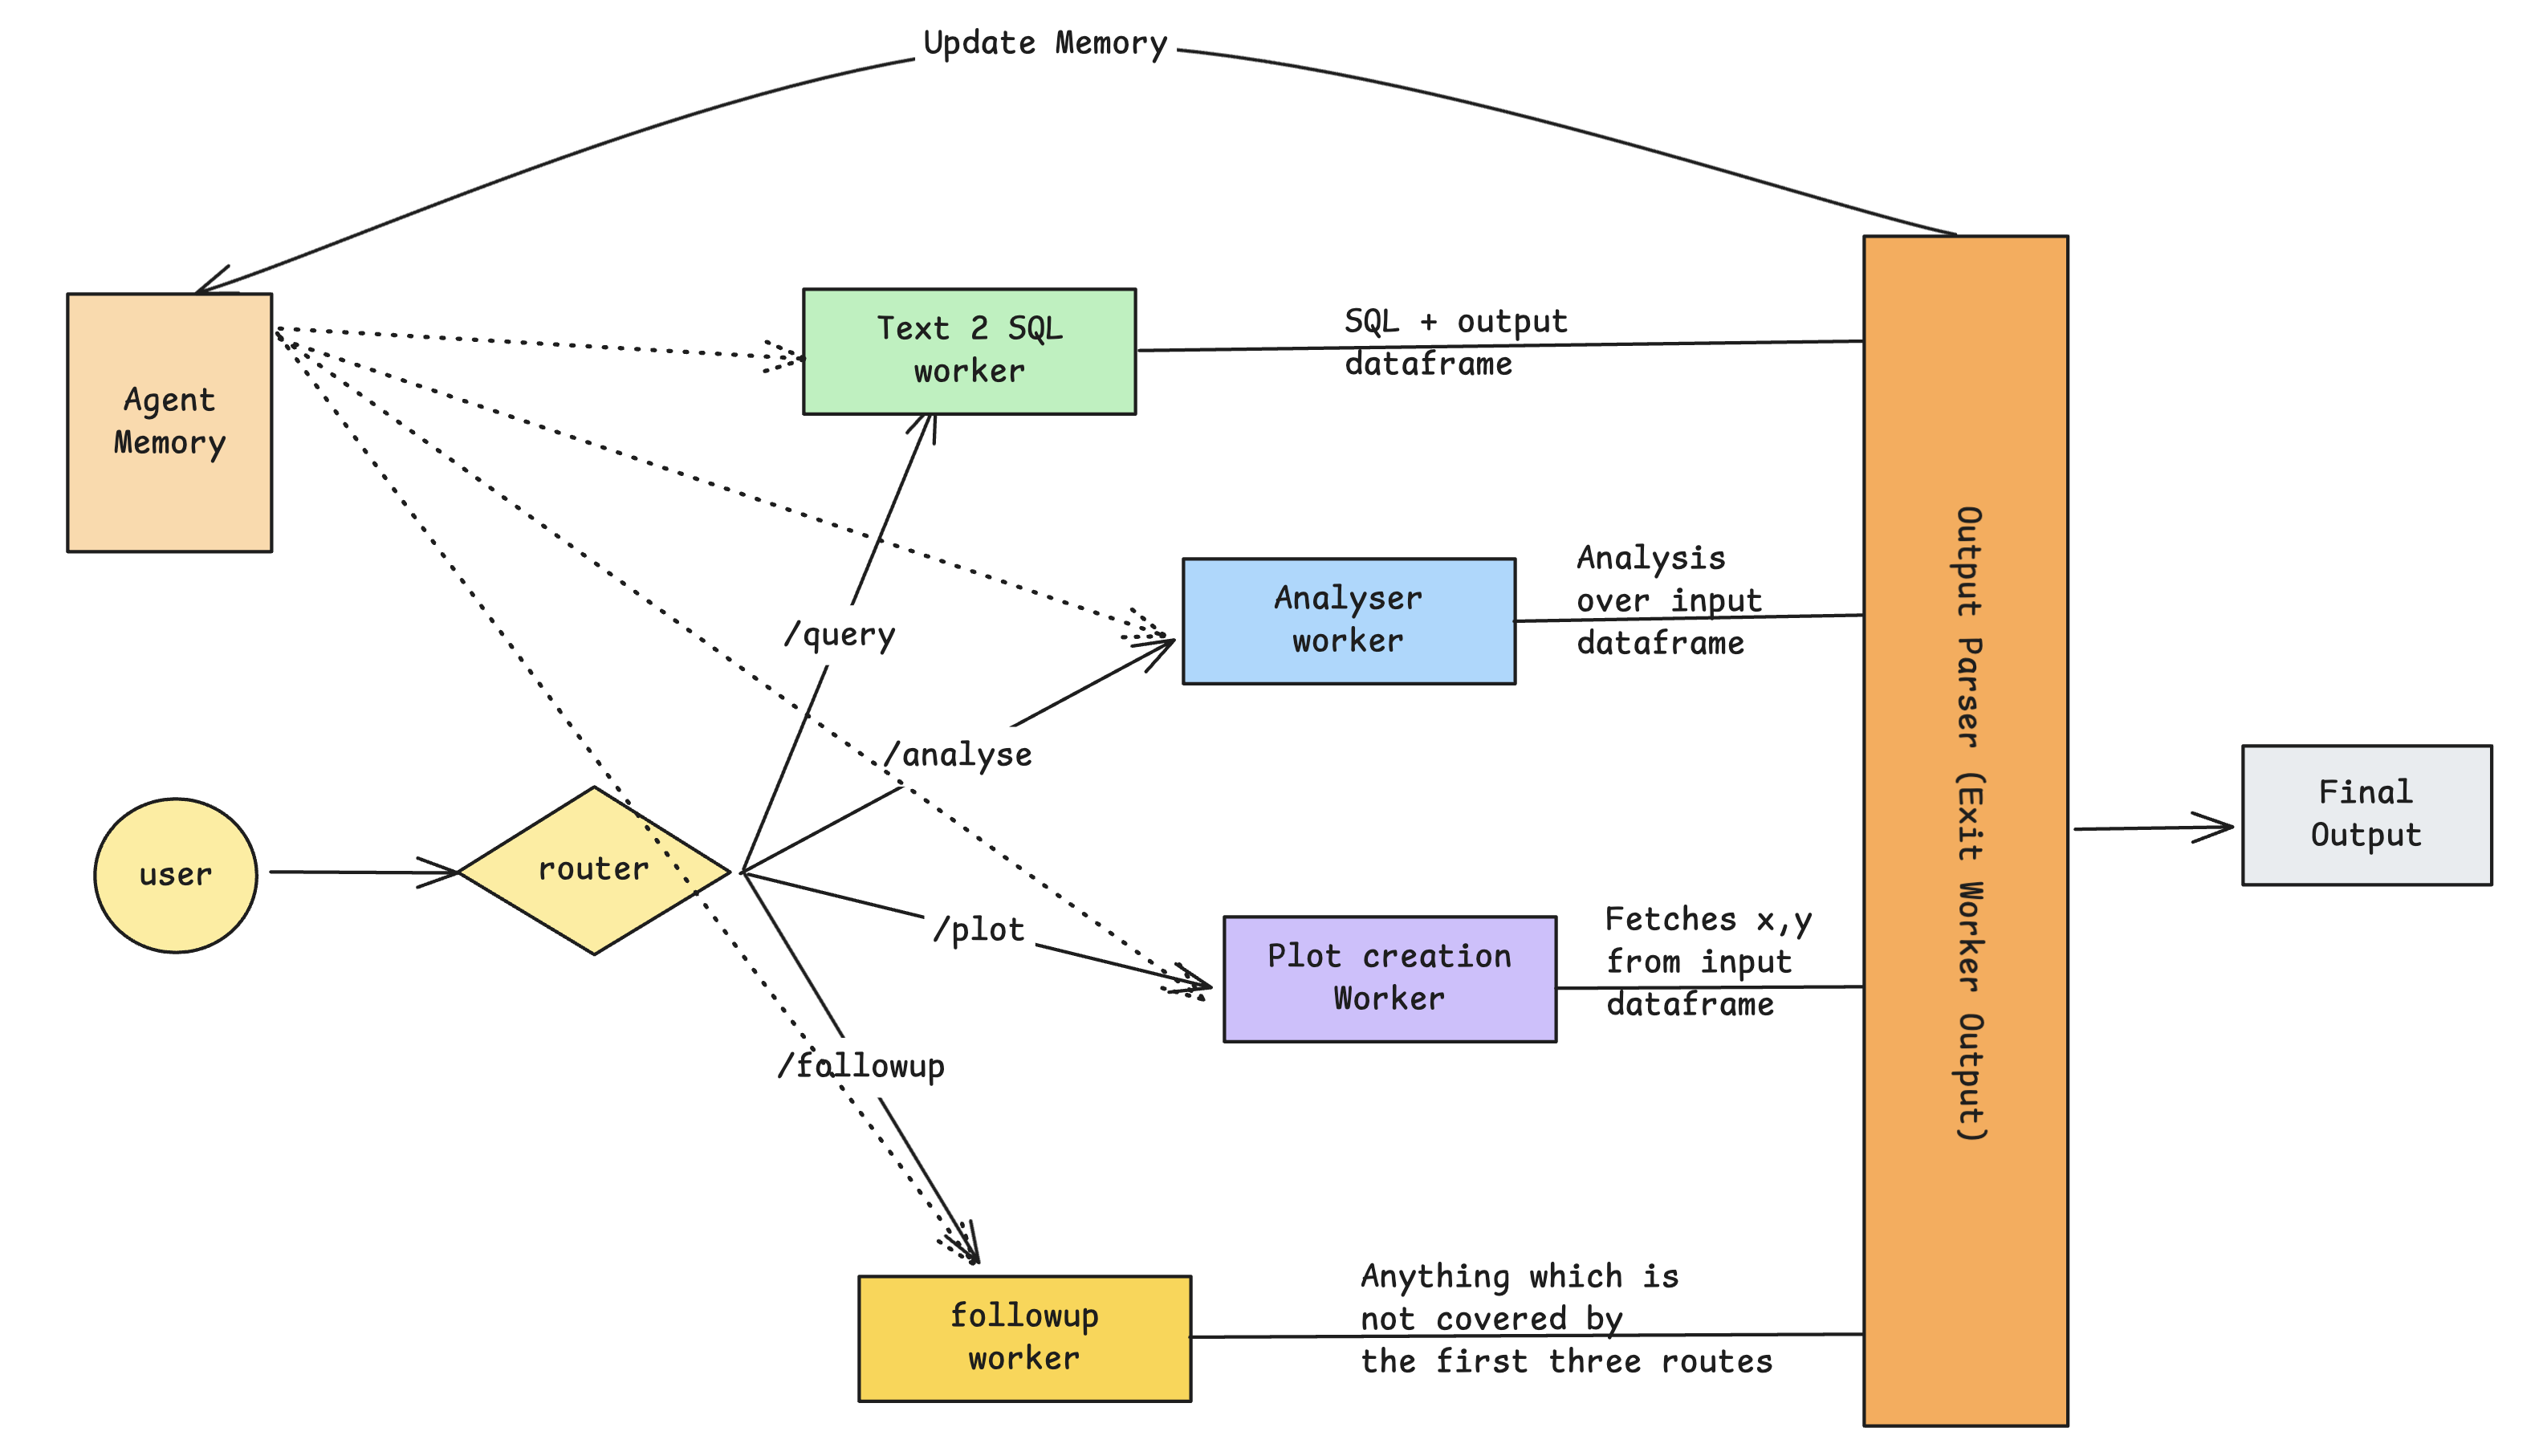 Update Memory
Text 2 SQL
worker
SQL + output
dataframe
Agent
Memory
Analysis
over input
dataframe
Analyser
worker
/query
/analyse
Output Parser (Exit Worker Output)
Final
Output
user
router
/plot
Fetches x,y
from input
dataframe
Plot creation
Worker
/followup
Anything which is
not covered by
the first three routes
followup
worker